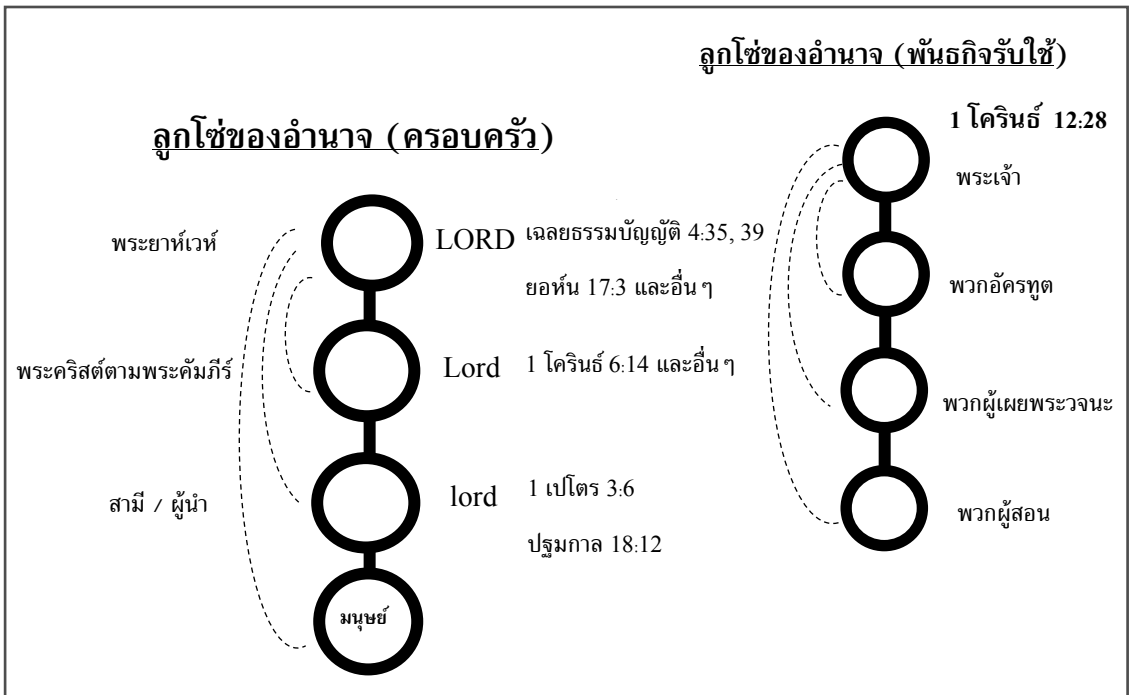 ลูกโซ่ของอำนาจ (พันธกิจรับใช้)
1 โครินธ์ 12:28
พระเจ้า
พวกอัครทูต
พวกผู้เผยพระวจนะ
พวกผู้สอน
ลูกโซ่ของอำนาจ (ครอบครัว)
พระยาห์เวห์ LORD เฉลยธรรมบัญญัติ 4:35, 39
ยอห์น 17:3 และอื่นๆ
พระคริสต์ตามพระคัมภีร์ Lord 1 โครินธ์ 6:14 และอื่นๆ
สามี / ผู้นำ lord 1 เปโตร 3:6
ปฐมกาล 18:12
มนุษย์